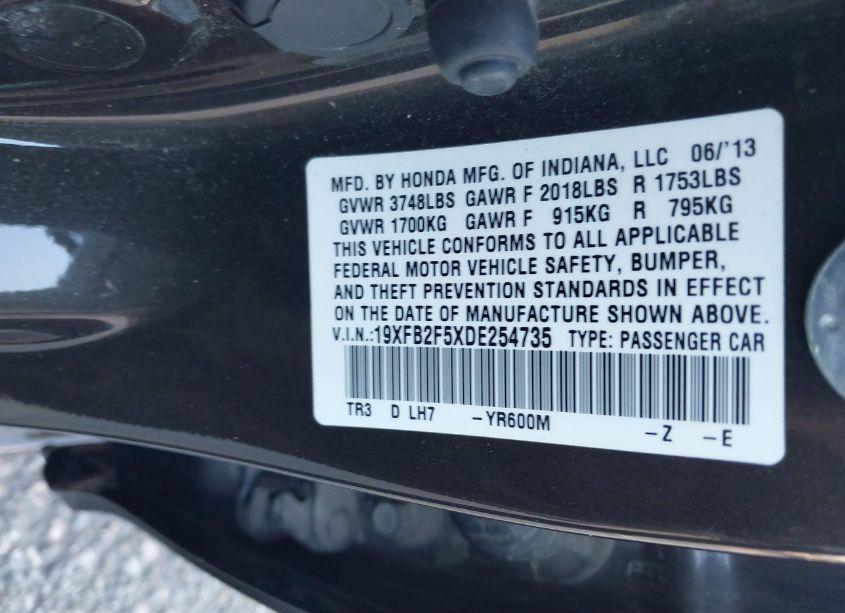 MFD. BY HONDA MFG. OF INDIANA, LLC 06/'13
GVWR 3748LBS GAWR F 2018LBS R 1753LBS
GVWR 1700KG GAWR F 915KG R 795KG
THIS VEHICLE CONFORMS TO ALL APPLICABLE
FEDERAL MOTOR VEHICLE SAFETY, BUMPER,
AND THEFT PREVENTION STANDARDS IN EFFECT
ON THE DATE OF MANUFACTURE SHOWN ABOVE.
V.I.N.:19XFB2F5XDE254735 TYPE: PASSENGER CAR
TR3 D LH7 -YR600M -Z -E